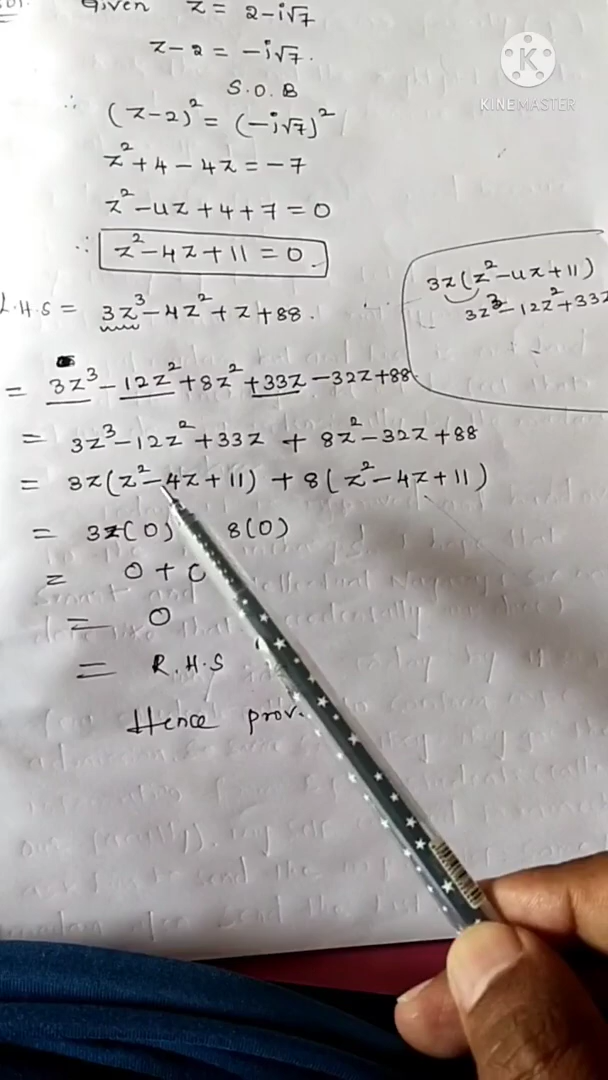 Given z = 2-i√7
z-2 = -i√7.
S.O.B
∴ (z-2)² = (-i√7)²
z²+4-4z = -7
z²-4z+4+7 = 0
∴ z²-4z+11 = 0.
L.H.S = 3z³-4z²+z+88.
3z(z²-4z+11)
3z³-12z²+33z
= 3z³-12z²+8z²+33z-32z+88
= 3z³-12z²+33z + 8z²-32z+88
= 3z(z²-4z+11) + 8(z²-4z+11)
= 3z(0) 8(0)
= 0+0
= 0
= R.H.S
Hence prov.
KINEMASTER